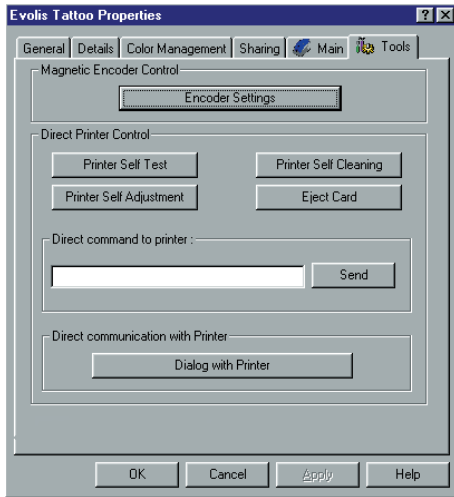 Evolis Tattoo Properties
General Details Color Management Sharing Main Tools
Magnetic Encoder Control
Encoder Settings
Direct Printer Control
Printer Self Test Printer Self Cleaning
Printer Self Adjustment Eject Card
Direct command to printer :
Send
Direct communication with Printer
Dialog with Printer
OK Cancel Apply Help